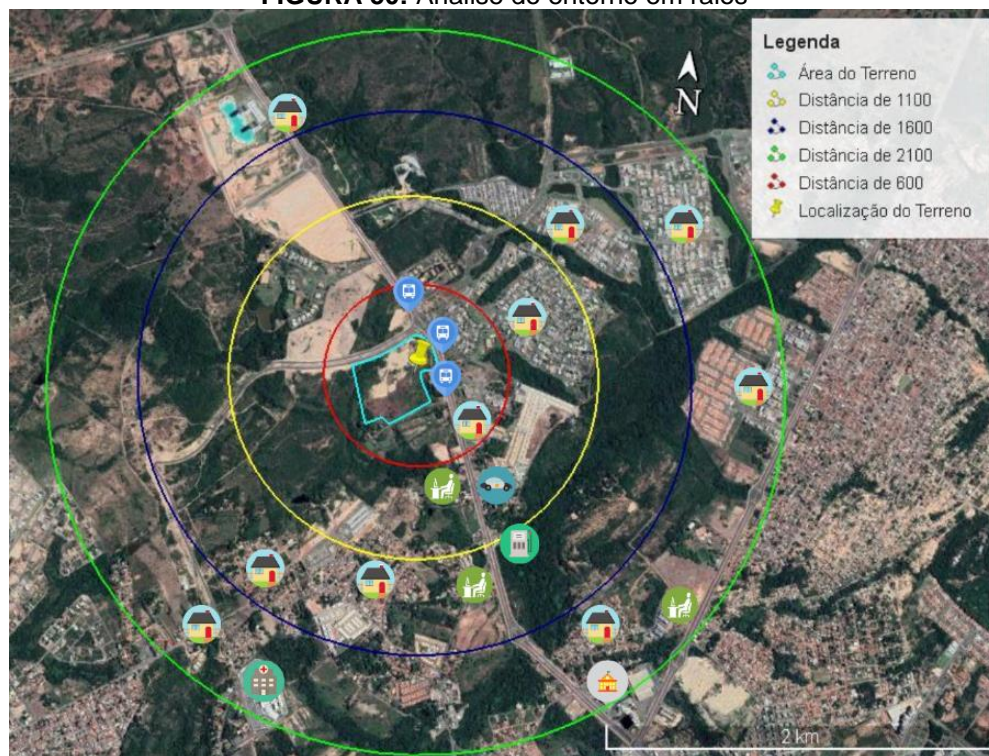 FIGURA 60: Análise do entorno em raios
Legenda
Área do Terreno
Distância de 1100
Distância de 1600
Distância de 2100
Distância de 600
Localização do Terreno
N
2 km